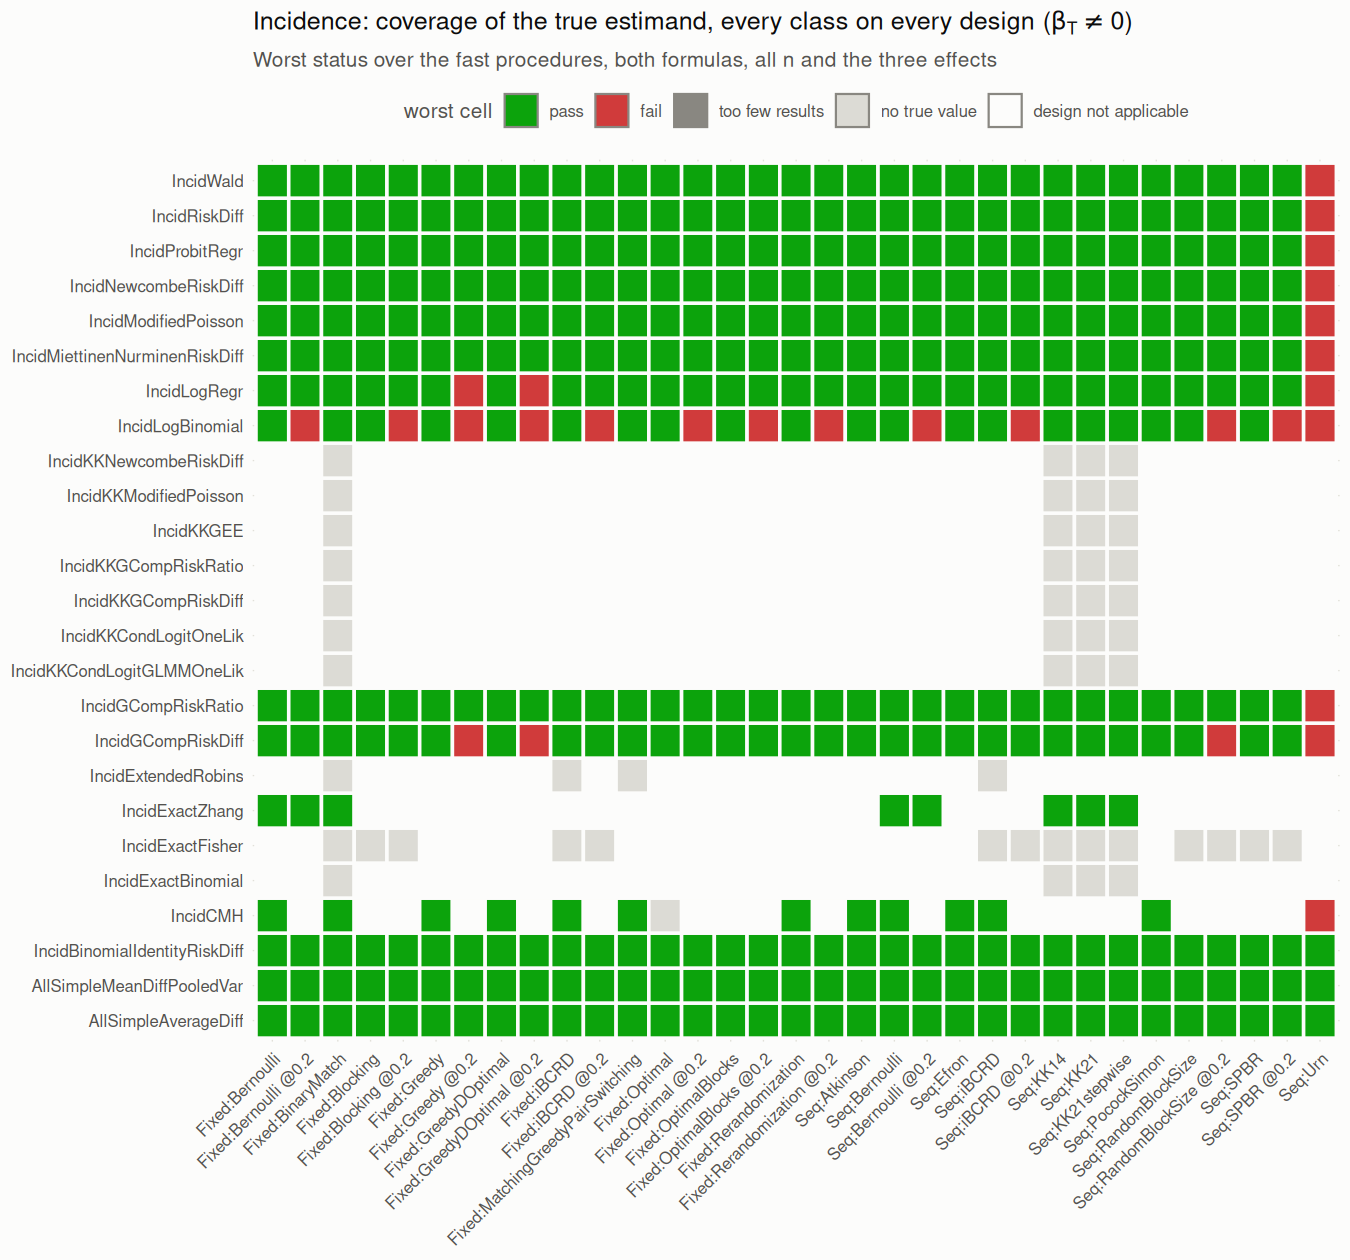 Incidence: coverage of the true estimand, every class on every design (βT ≠ 0)
Worst status over the fast procedures, both formulas, all n and the three effects
worst cell pass fail too few results no true value design not applicable
IncidWald
IncidRiskDiff
IncidProbitRegr
IncidNewcombeRiskDiff
IncidModifiedPoisson
IncidMiettinenNurminenRiskDiff
IncidLogRegr
IncidLogBinomial
IncidKKNewcombeRiskDiff
IncidKKModifiedPoisson
IncidKKGEE
IncidKKGCompRiskRatio
IncidKKGCompRiskDiff
IncidKKCondLogitOneLik
IncidKKCondLogitGLMMOneLik
IncidGCompRiskRatio
IncidGCompRiskDiff
IncidExtendedRobins
IncidExactZhang
IncidExactFisher
IncidExactBinomial
IncidCMH
IncidBinomialIdentityRiskDiff
AllSimpleMeanDiffPooledVar
AllSimpleAverageDiff
Fixed:Bernoulli
Fixed:Bernoulli @0.2
Fixed:BinaryMatch
Fixed:Blocking
Fixed:Blocking @0.2
Fixed:Greedy
Fixed:Greedy @0.2
Fixed:GreedyDOptimal
Fixed:GreedyDOptimal @0.2
Fixed:iBCRD
Fixed:iBCRD @0.2
Fixed:MatchingGreedyPairSwitching
Fixed:Optimal
Fixed:Optimal @0.2
Fixed:OptimalBlocks
Fixed:OptimalBlocks @0.2
Fixed:Rerandomization
Fixed:Rerandomization @0.2
Seq:Atkinson
Seq:Bernoulli
Seq:Bernoulli @0.2
Seq:Efron
Seq:iBCRD
Seq:iBCRD @0.2
Seq:KK14
Seq:KK21
Seq:KK21stepwise
Seq:PocockSimon
Seq:RandomBlockSize
Seq:RandomBlockSize @0.2
Seq:SPBR
Seq:SPBR @0.2
Seq:Urn